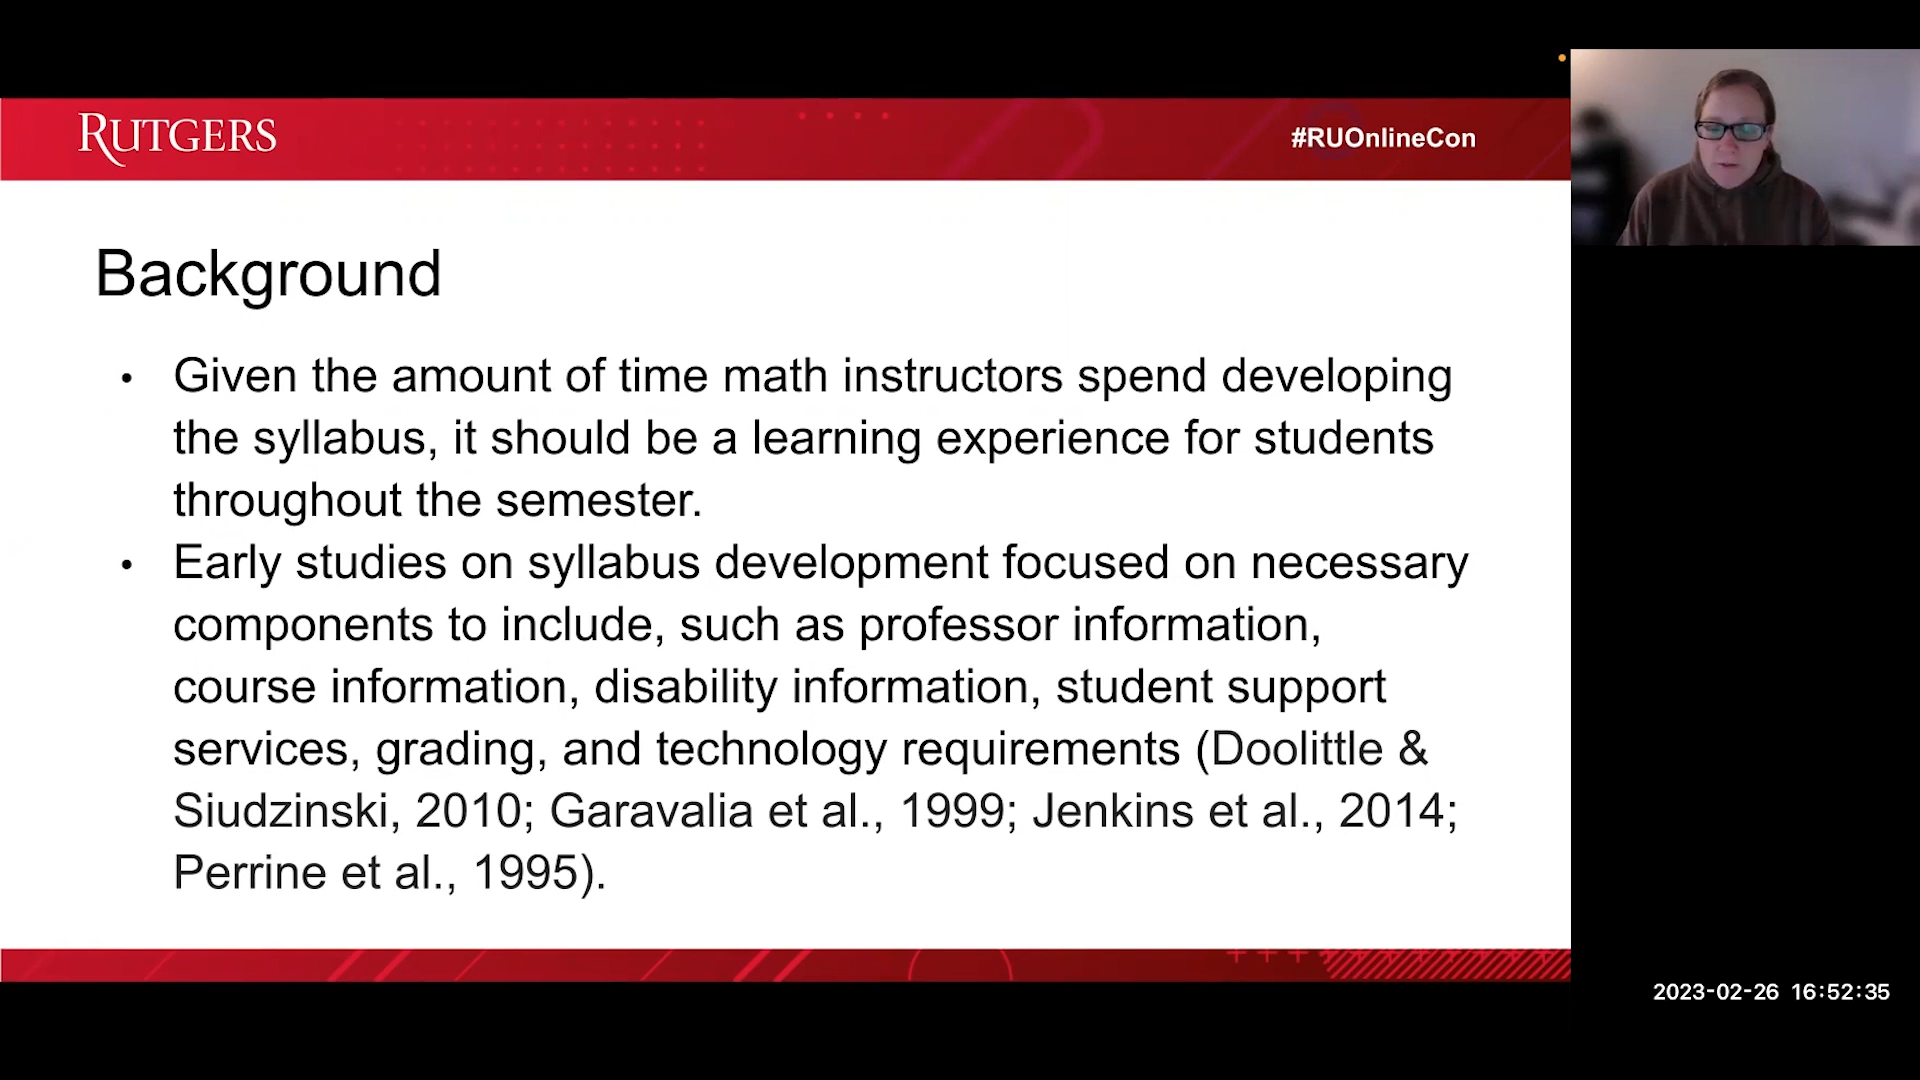 RUTGERS
#RUOnlineCon
Background
• Given the amount of time math instructors spend developing
the syllabus, it should be a learning experience for students
throughout the semester.
• Early studies on syllabus development focused on necessary
components to include, such as professor information,
course information, disability information, student support
services, grading, and technology requirements (Doolittle &
Siudzinski, 2010; Garavalia et al., 1999; Jenkins et al., 2014;
Perrine et al., 1995).
2023-02-26 16:52:35